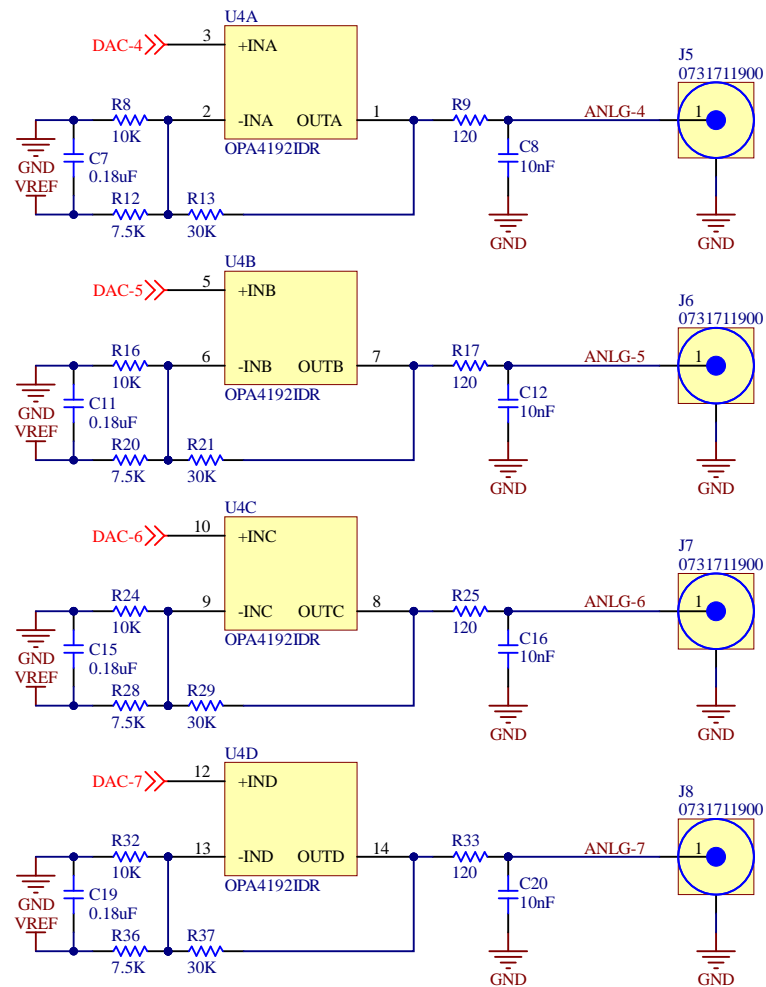 U4A
DAC-4
3
+INA
R8
10K
2
-INA
OUTA
1
OPA4192IDR
GND
VREF
C7
0.18uF
R12
7.5K
R13
30K
R9
120
C8
10nF
GND
ANLG-4
J5
0731711900
1
GND
U4B
DAC-5
5
+INB
R16
10K
6
-INB
OUTB
7
OPA4192IDR
GND
VREF
C11
0.18uF
R20
7.5K
R21
30K
R17
120
C12
10nF
GND
ANLG-5
J6
0731711900
1
GND
U4C
DAC-6
10
+INC
R24
10K
9
-INC
OUTC
8
OPA4192IDR
GND
VREF
C15
0.18uF
R28
7.5K
R29
30K
R25
120
C16
10nF
GND
ANLG-6
J7
0731711900
1
GND
U4D
DAC-7
12
+IND
R32
10K
13
-IND
OUTD
14
OPA4192IDR
GND
VREF
C19
0.18uF
R36
7.5K
R37
30K
R33
120
C20
10nF
GND
ANLG-7
J8
0731711900
1
GND